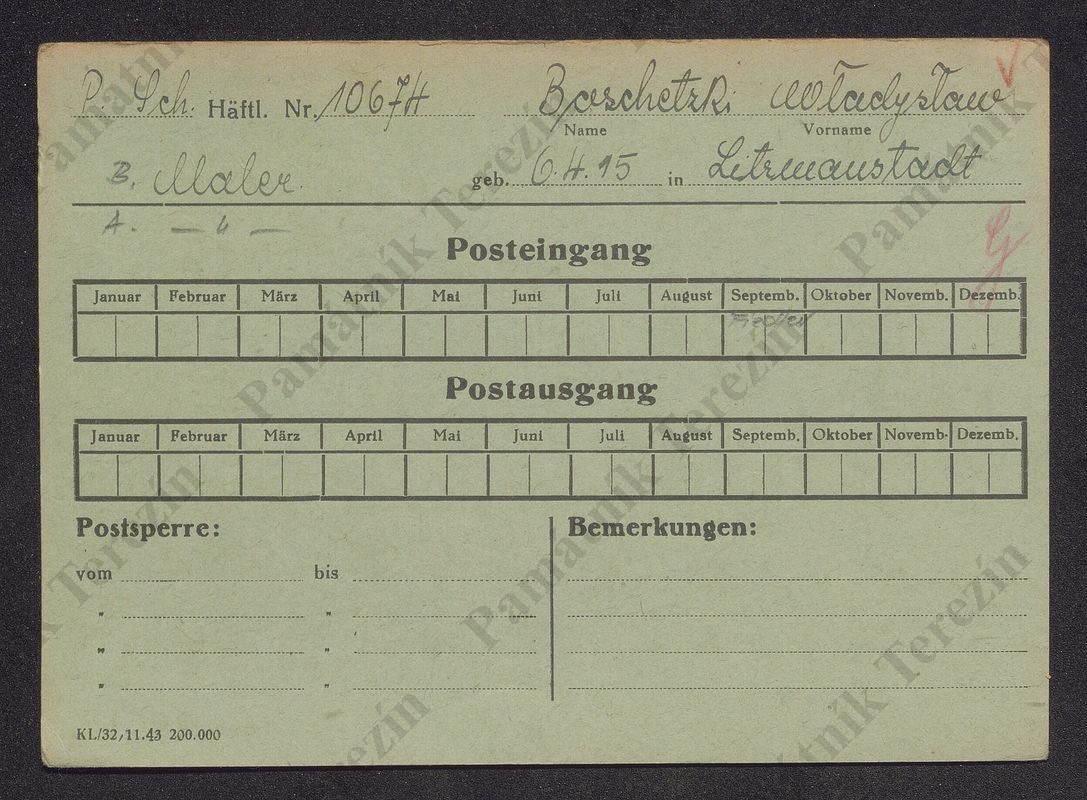 P. Sch. Häftl. Nr. 10674 Boschetzki Władysław
Name Vorname
B. Maler geb. 6.4.15 in Litzmanstadt
A. — " —
Posteingang
Januar Februar März April Mai Juni Juli August Septemb. Oktober Novemb. Dezemb.
Postausgang
Januar Februar März April Mai Juni Juli August Septemb. Oktober Novemb. Dezemb.
Postsperre: Bemerkungen:
vom bis
" "
" "
" "
KL/32, 11.43 200.000
Památník Terezín